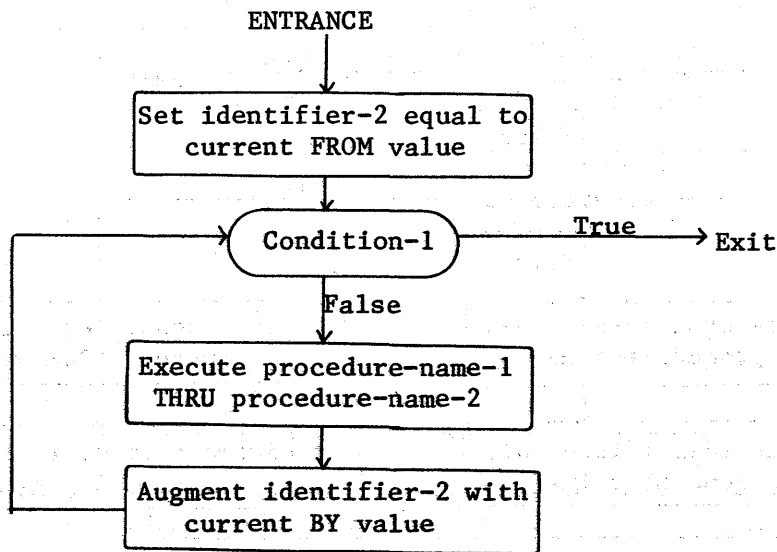 ENTRANCE
Set identifier-2 equal to
current FROM value
Condition-1
True
Exit
False
Execute procedure-name-1
THRU procedure-name-2
Augment identifier-2 with
current BY value